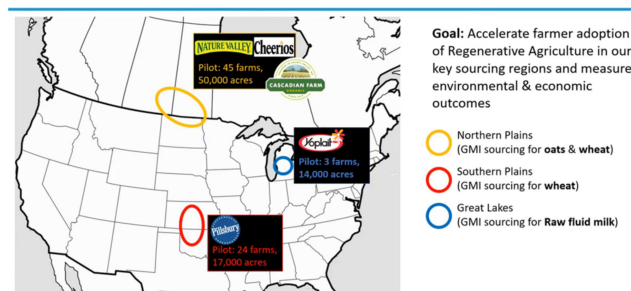 NATURE VALLEY
Cheerios
Pilot: 45 farms,
50,000 acres
CASCADIAN FARM
ORGANIC
Yoplait
Pilot: 3 farms,
14,000 acres
Pillsbury
Pilot: 24 farms,
17,000 acres
Goal: Accelerate farmer adoption
of Regenerative Agriculture in our
key sourcing regions and measure
environmental & economic
outcomes
Northern Plains
(GMI sourcing for oats & wheat)
Southern Plains
(GMI sourcing for wheat)
Great Lakes
(GMI sourcing for Raw fluid milk)